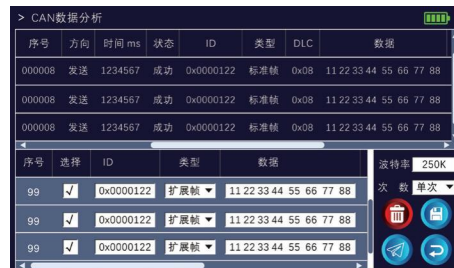 > CAN数据分析
序号 方向 时间 ms 状态 ID 类型 DLC 数据
000008 发送 1234567 成功 0x0000122 标准帧 0x08 11 22 33 44 55 66 77 88
000008 发送 1234567 成功 0x0000122 标准帧 0x08 11 22 33 44 55 66 77 88
000008 发送 1234567 成功 0x0000122 标准帧 0x08 11 22 33 44 55 66 77 88
序号 选择 ID 类型 数据
99 √ 0x0000122 扩展帧 11 22 33 44 55 66 77 88
99 √ 0x0000122 扩展帧 11 22 33 44 55 66 77 88
99 √ 0x0000122 扩展帧 11 22 33 44 55 66 77 88
波特率 250K
次 数 单次